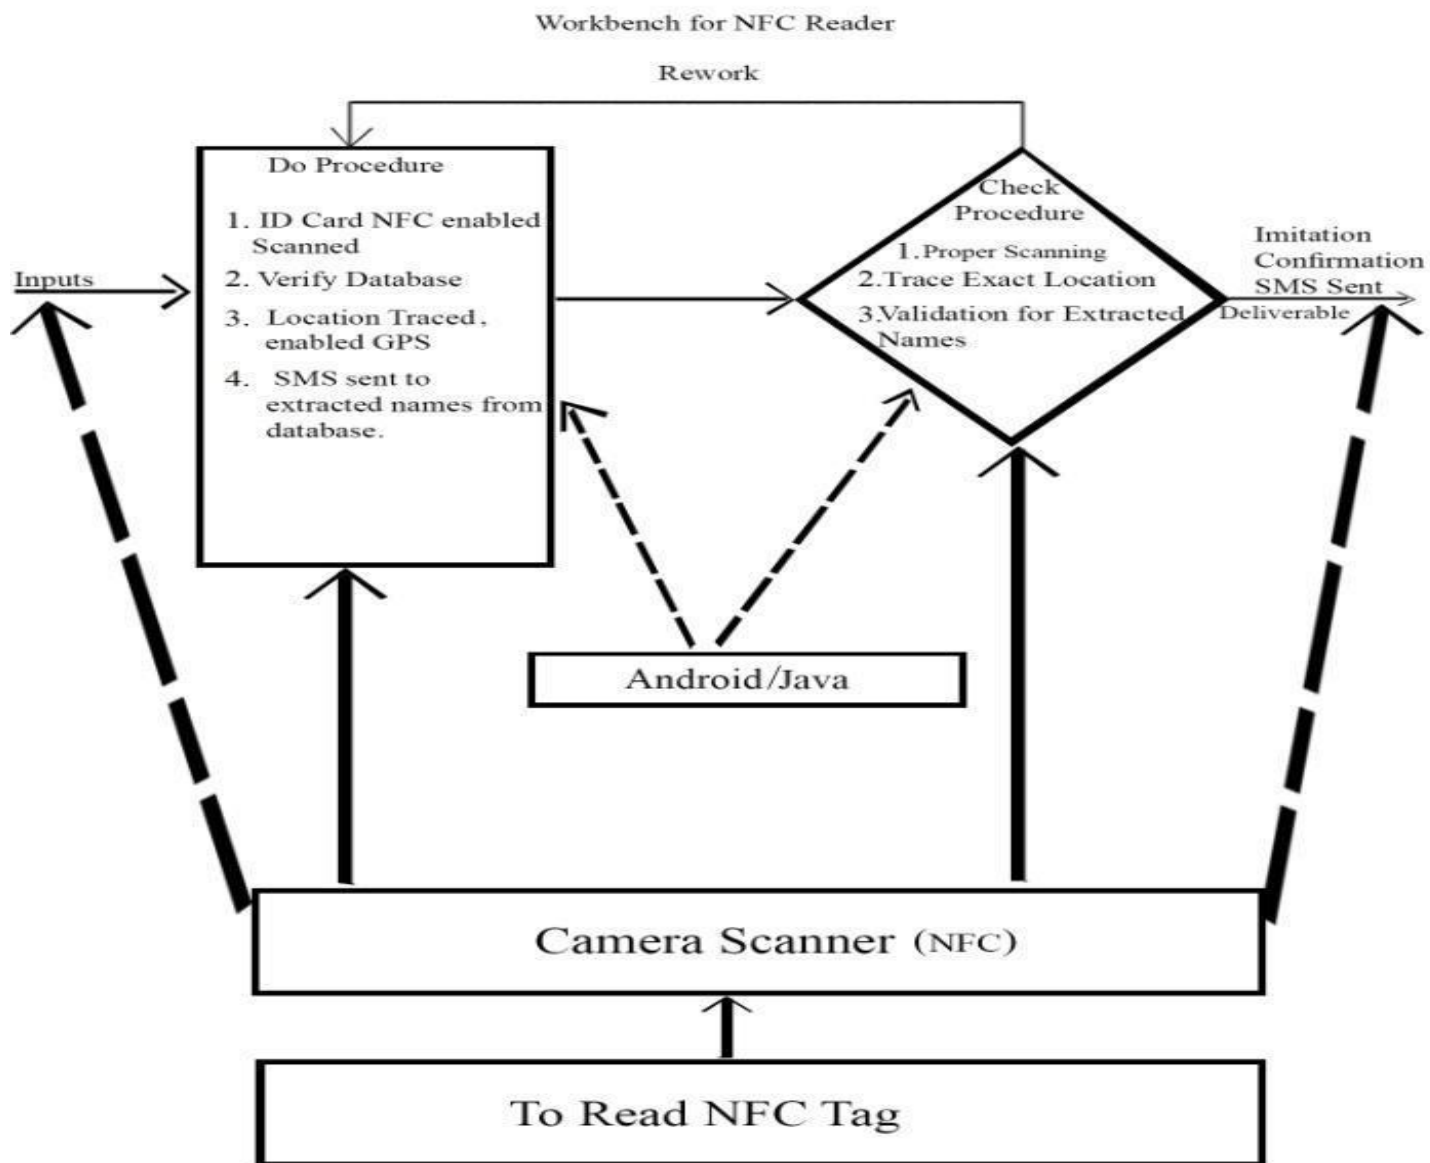 Workbench for NFC Reader
Rework
Do Procedure
1. ID Card NFC enabled
Scanned
2. Verify Database
3. Location Traced,
enabled GPS
4. SMS sent to
extracted names from
database.
Inputs
Check
Procedure
1.Proper Scanning
2.Trace Exact Location
3.Validation for Extracted
Names
Imitation
Confirmation
SMS Sent
Deliverable
Android/Java
Camera Scanner (NFC)
To Read NFC Tag